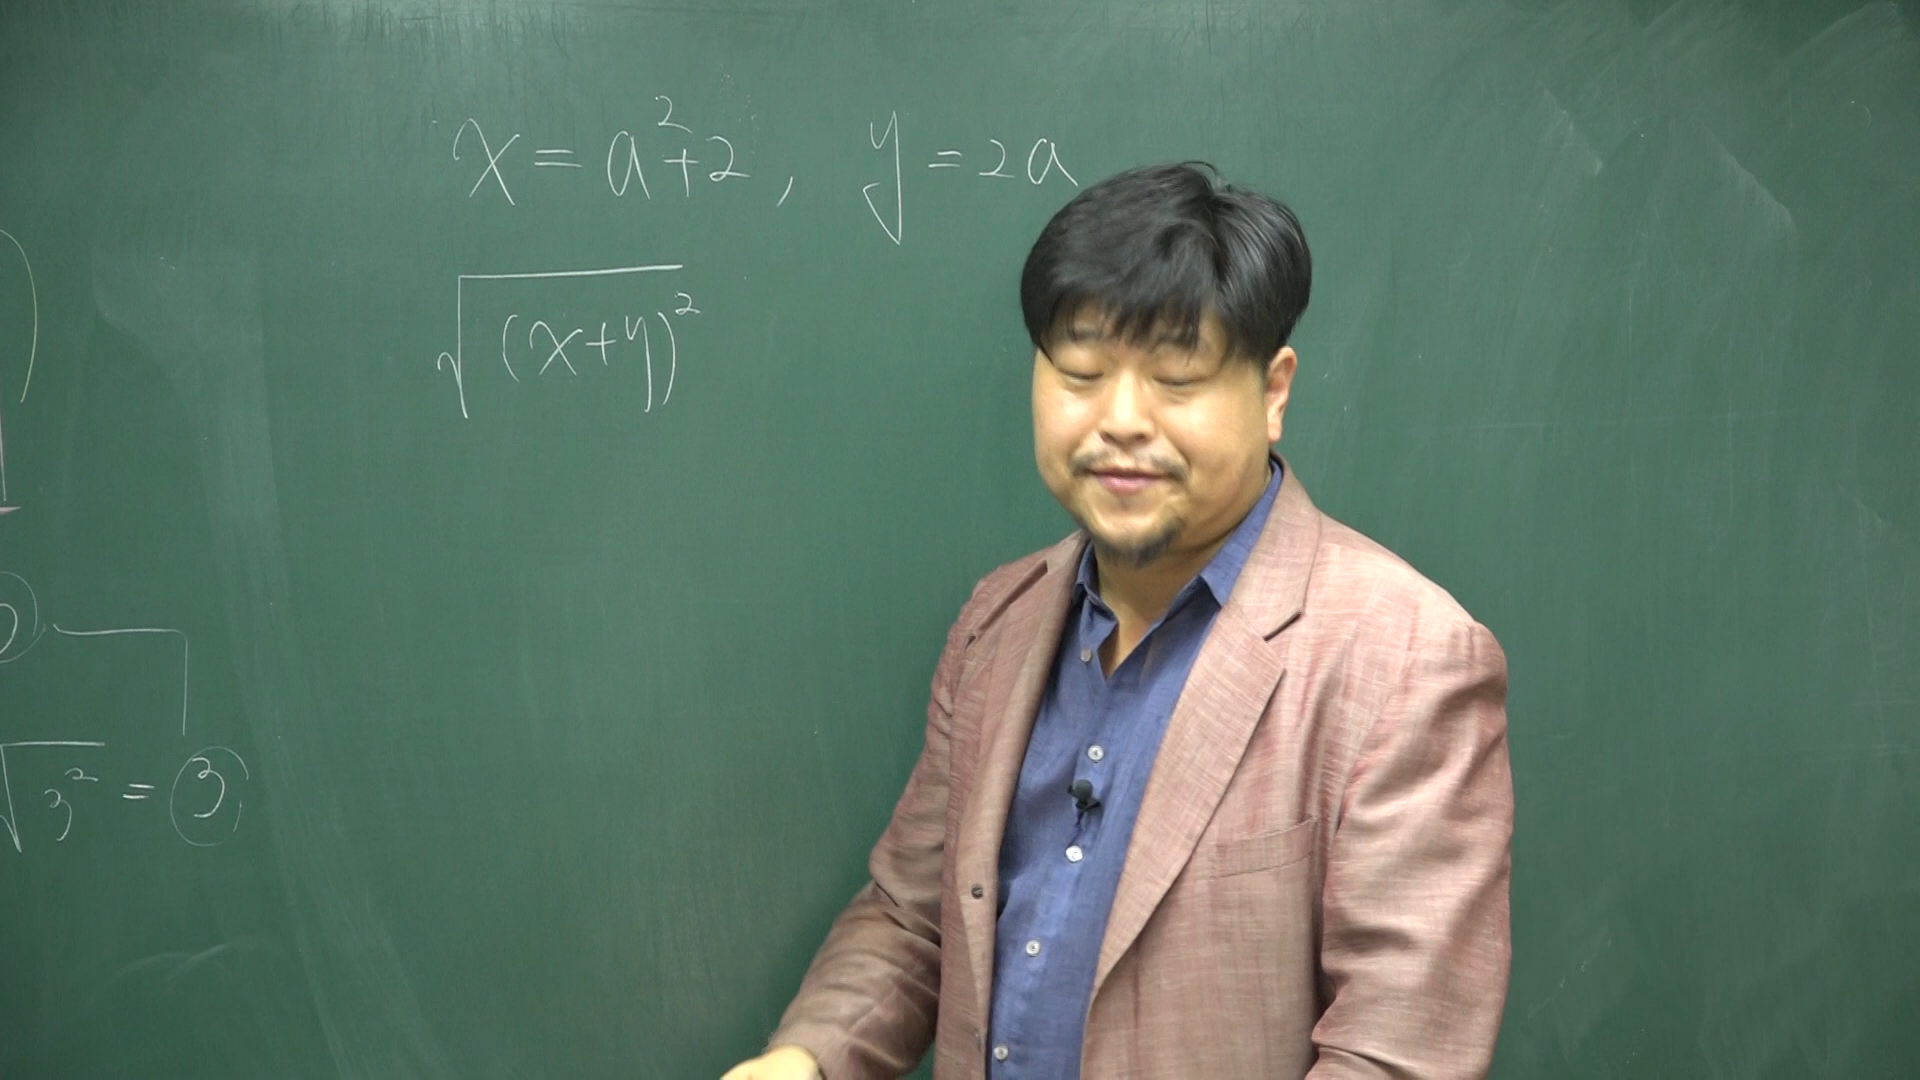 x = a² + 2 , y = 2a
√(x+y)²
√3² = 3